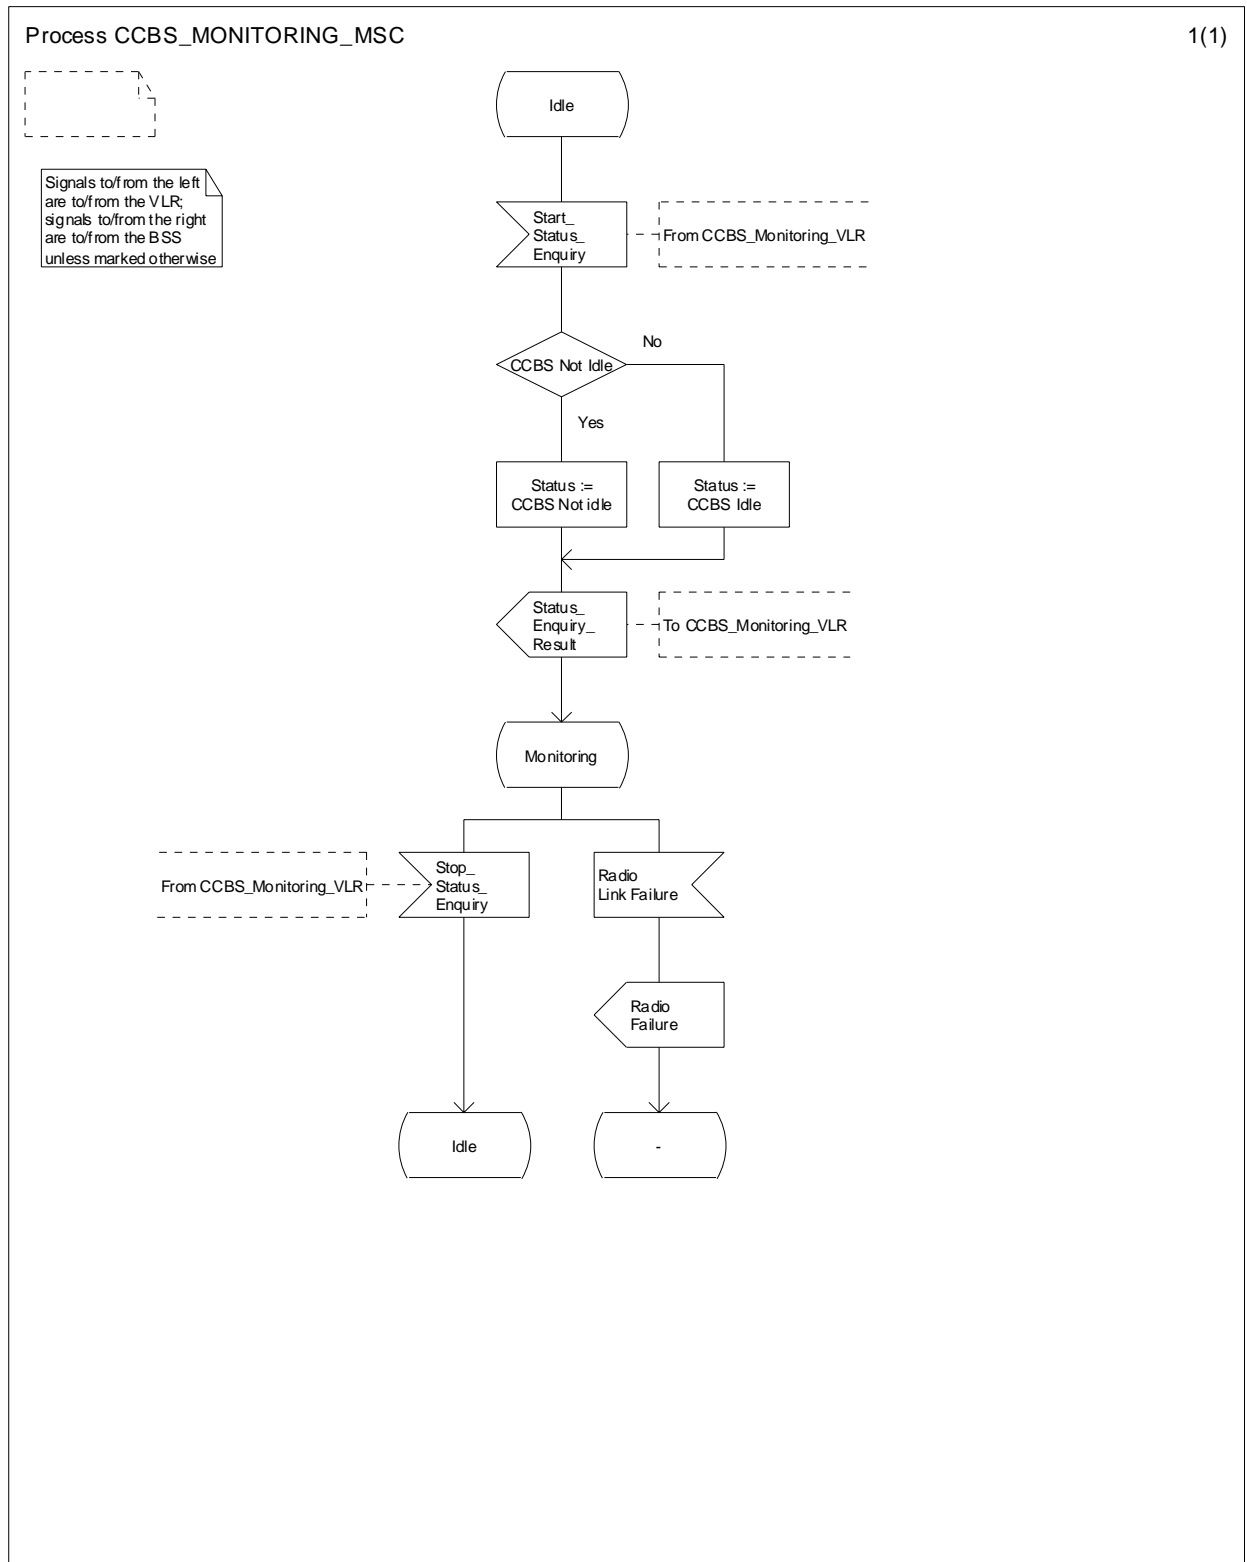 Process CCBS_MONITORING_MSC
1(1)
Idle
Signals to/from the left
are to/from the VLR;
signals to/from the right
are to/from the BSS
unless marked otherwise
Start_
Status_
Enquiry
From CCBS_Monitoring_VLR
CCBS Not Idle
No
Yes
Status :=
CCBS Not idle
Status :=
CCBS Idle
Status_
Enquiry_
Result
To CCBS_Monitoring_VLR
Monitoring
From CCBS_Monitoring_VLR
Stop_
Status_
Enquiry
Radio
Link Failure
Radio
Failure
Idle
-